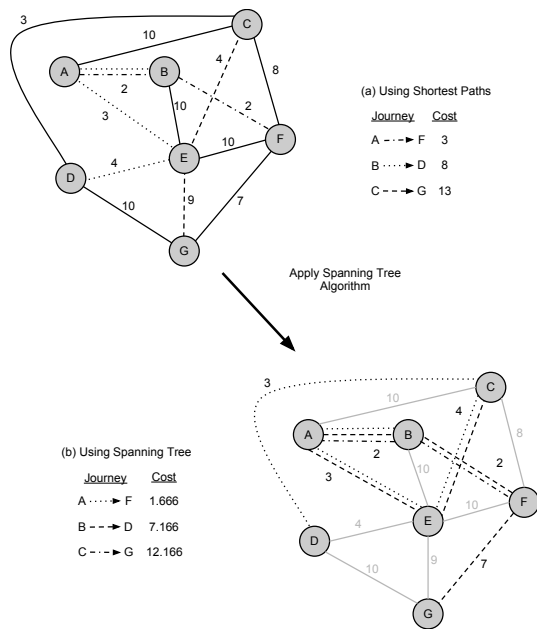 3
C
10
4
A
B
8
2
10
2
3
F
10
E
4
D
9
10
7
G
(a) Using Shortest Paths
Journey Cost
A F 3
B D 8
C G 13
Apply Spanning Tree
Algorithm
3
C
10
4
A
B
8
2
10
2
3
F
10
E
4
D
9
10
7
G
(b) Using Spanning Tree
Journey Cost
A F 1.666
B D 7.166
C G 12.166